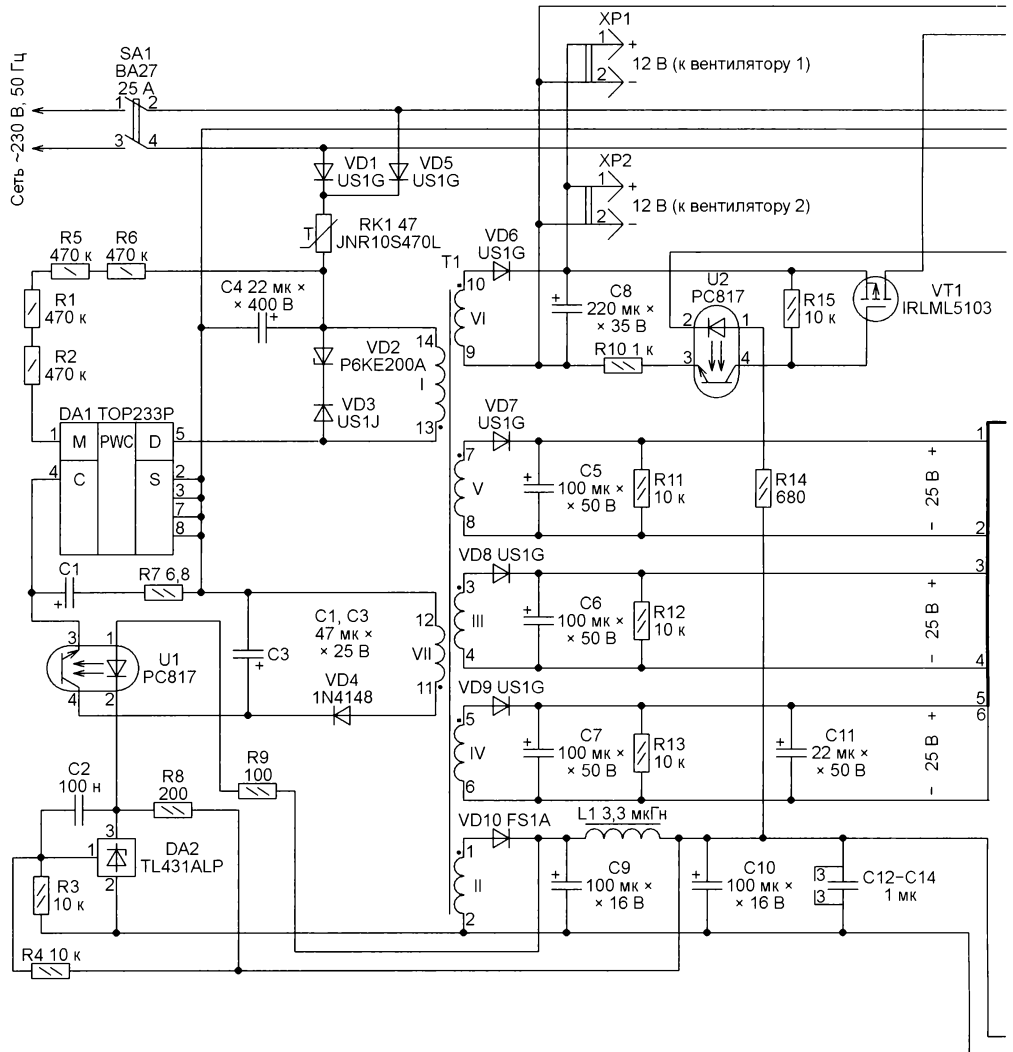 Сеть ~230 В, 50 Гц
SA1
ВА27
25 А
1 2
3 4
XP1
1 +
2 −
12 В (к вентилятору 1)
XP2
1 +
2 −
12 В (к вентилятору 2)
VD1
US1G
VD5
US1G
RK1 47
JNR10S470L
T
R5
470 к
R6
470 к
R1
470 к
R2
470 к
C4 22 мк ×
× 400 В
VD2
P6KE200A
VD3
US1J
T1
14
I
13
10
VI
9
VD6
US1G
C8
220 мк ×
× 35 В
+
R10 1 к
U2
PC817
2 1
3 4
R15
10 к
VT1
IRLML5103
DA1 TOP233P
1 M PWC D 5
4 C S 2
3
7
8
C1
+
R7 6,8
C1, C3
47 мк ×
× 25 В
C3
+
12
VII
11
VD4
1N4148
3 1
4 2
U1
PC817
VD7
US1G
7
V
8
C5
100 мк ×
× 50 В
+
R11
10 к
R14
680
1
+
25 В
−
2
VD8 US1G
3
III
4
C6
100 мк ×
× 50 В
+
R12
10 к
3
+
25 В
−
4
VD9 US1G
5
IV
6
C7
100 мк ×
× 50 В
+
R13
10 к
C11
22 мк ×
× 50 В
+
5
6
+
25 В
−
C2
100 н
R8
200
R9
100
3
1
2
DA2
TL431ALP
R3
10 к
R4 10 к
VD10 FS1A
L1 3,3 мкГн
1
II
2
C9
100 мк ×
× 16 В
+
C10
100 мк ×
× 16 В
+
3
3
C12–C14
1 мк